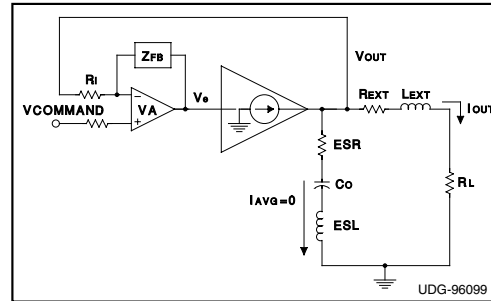 VOUT
ZFB
RI
VCOMMAND
VA
Ve
REXT
LEXT
IOUT
ESR
CO
IAVG=0
ESL
RL
UDG-96099